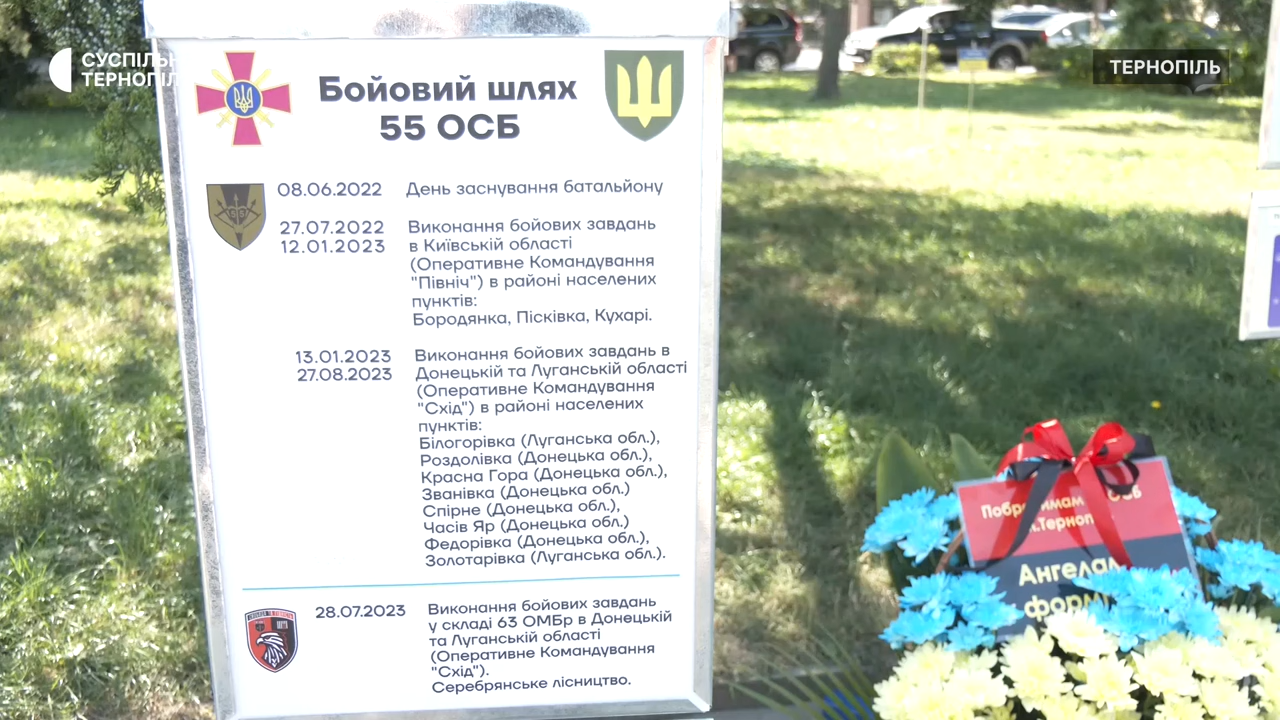 СУСПІЛЬНЕ
ТЕРНОПІЛЬ
ТЕРНОПІЛЬ
Бойовий шлях
55 ОСБ
08.06.2022 День заснування батальйону
27.07.2022 Виконання бойових завдань
12.01.2023 в Київській області
(Оперативне Командування
"Північ") в районі населених
пунктів:
Бородянка, Пісківка, Кухарі.
13.01.2023 Виконання бойових завдань в
27.08.2023 Донецькій та Луганській області
(Оперативне Командування
"Схід") в районі населених
пунктів:
Білогорівка (Луганська обл.),
Роздолівка (Донецька обл.),
Красна Гора (Донецька обл.),
Званівка (Донецька обл.)
Спірне (Донецька обл.),
Часів Яр (Донецька обл.)
Федорівка (Донецька обл.),
Золотарівка (Луганська обл.).
28.07.2023 Виконання бойових завдань
у складі 63 ОМБр в Донецькій
та Луганській області
(Оперативне Командування
"Схід").
Серебрянське лісництво.
ОСБ
Ангелам